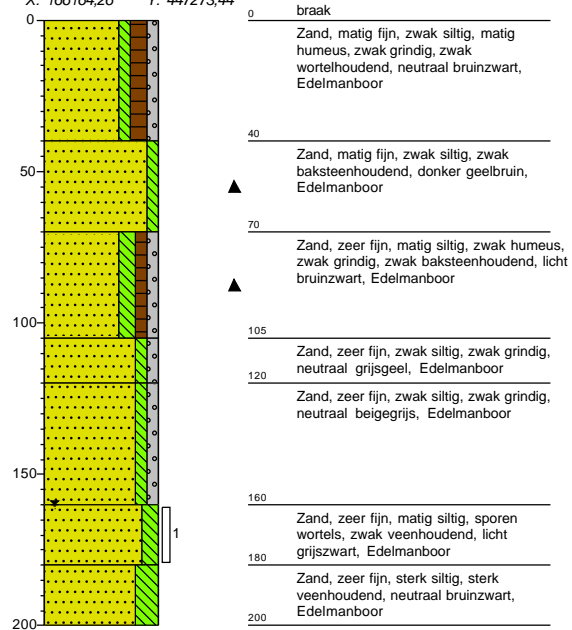 X: 166164,26 Y: 447273,44
0
50
100
150
200
1
0
braak
Zand, matig fijn, zwak siltig, matig
humeus, zwak grindig, zwak
wortelhoudend, neutraal bruinzwart,
Edelmanboor
40
Zand, matig fijn, zwak siltig, zwak
baksteenhoudend, donker geelbruin,
Edelmanboor
70
Zand, zeer fijn, matig siltig, zwak humeus,
zwak grindig, zwak baksteenhoudend, licht
bruinzwart, Edelmanboor
105
Zand, zeer fijn, zwak siltig, zwak grindig,
neutraal grijsgeel, Edelmanboor
120
Zand, zeer fijn, zwak siltig, zwak grindig,
neutraal beigegrijs, Edelmanboor
160
Zand, zeer fijn, matig siltig, sporen
wortels, zwak veenhoudend, licht
grijszwart, Edelmanboor
180
Zand, zeer fijn, sterk siltig, sterk
veenhoudend, neutraal bruinzwart,
Edelmanboor
200